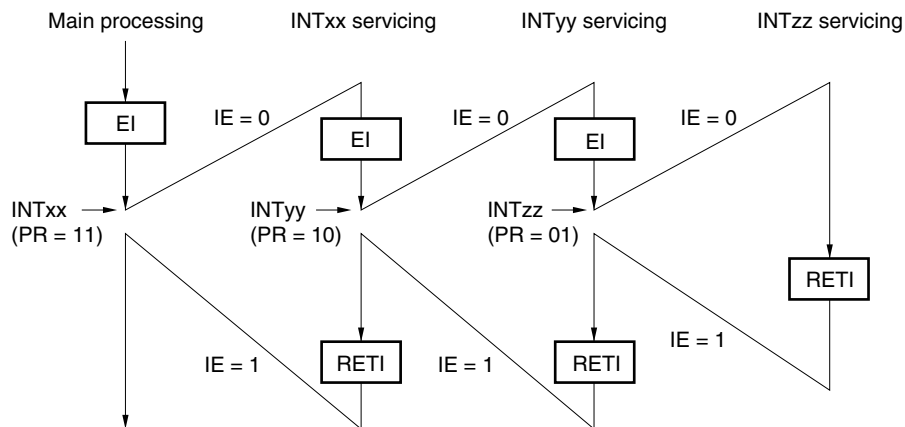 Main processing
INTxx servicing
INTyy servicing
INTzz servicing
EI
IE = 0
EI
IE = 0
EI
IE = 0
INTxx
(PR = 11)
INTyy
(PR = 10)
INTzz
(PR = 01)
RETI
IE = 1
RETI
IE = 1
RETI
IE = 1